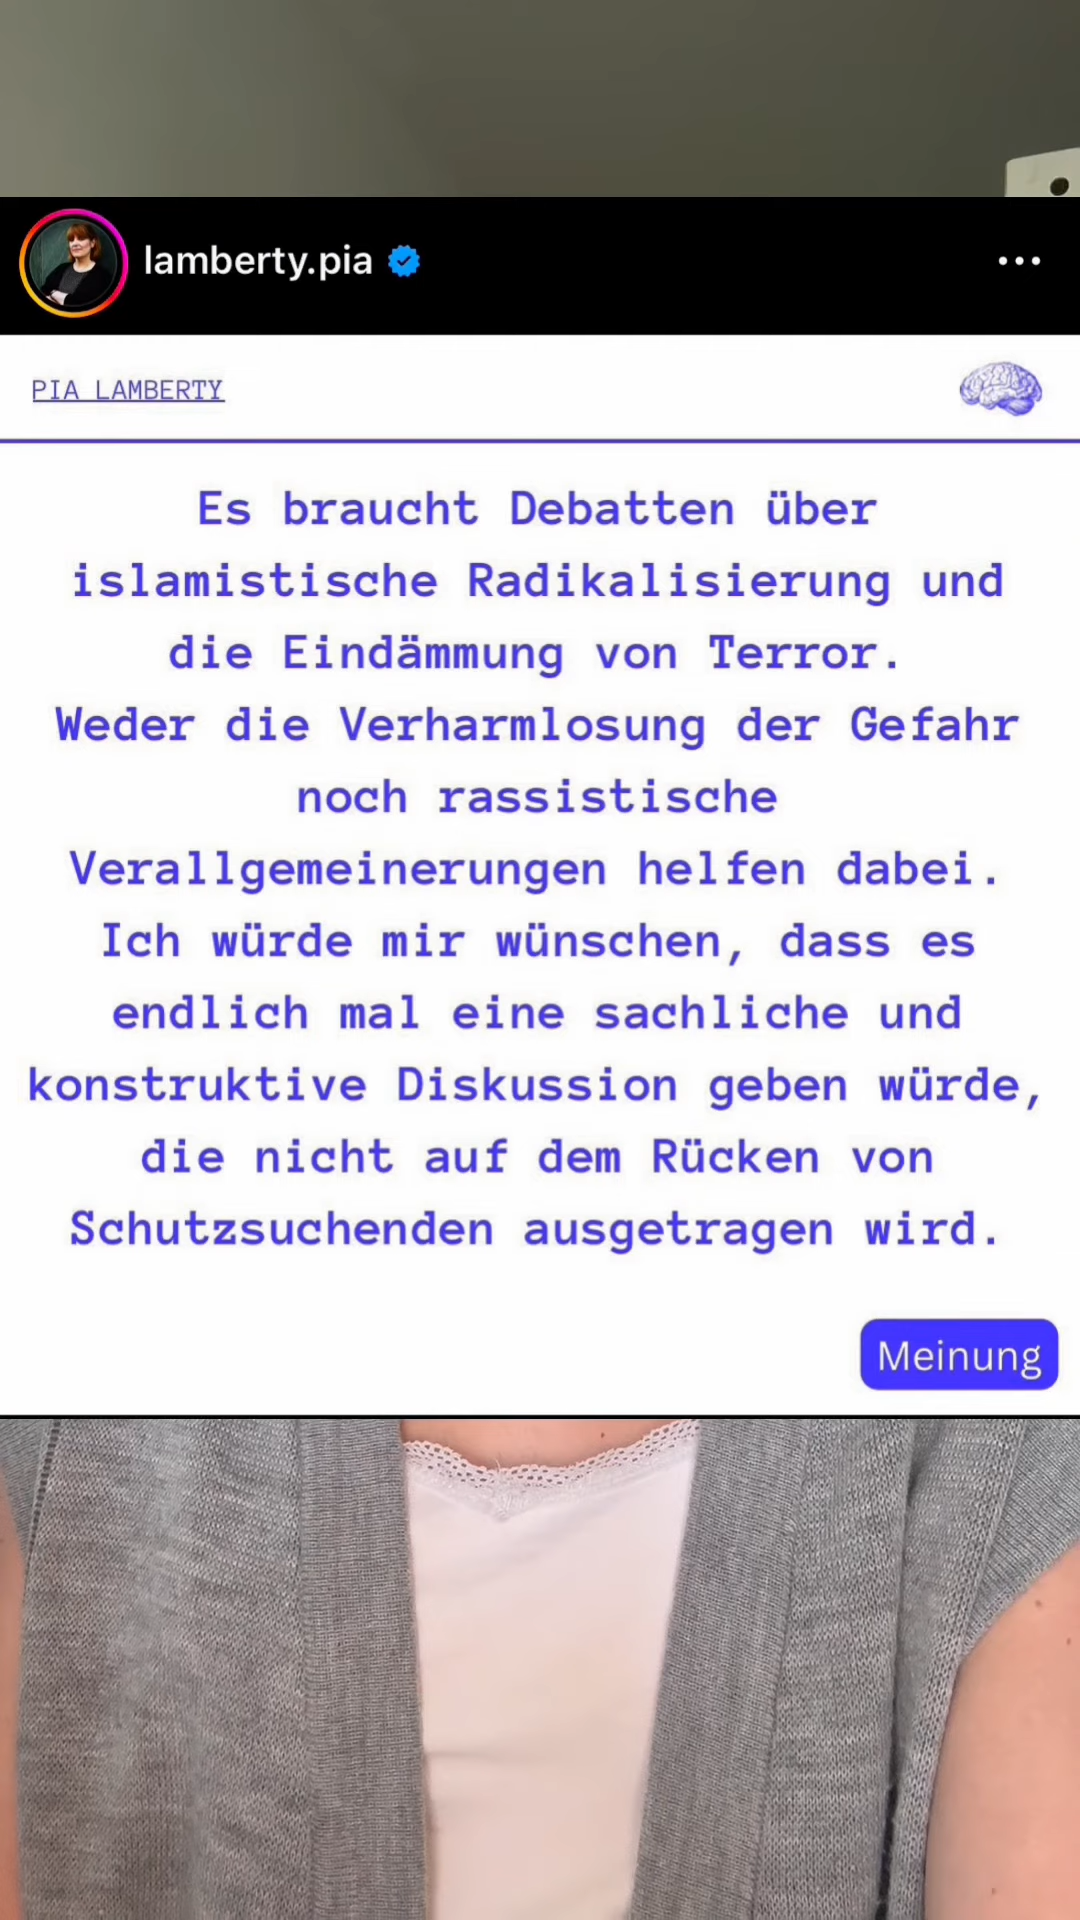 lamberty.pia
PIA LAMBERTY
Es braucht Debatten über
islamistische Radikalisierung und
die Eindämmung von Terror.
Weder die Verharmlosung der Gefahr
noch rassistische
Verallgemeinerungen helfen dabei.
Ich würde mir wünschen, dass es
endlich mal eine sachliche und
konstruktive Diskussion geben würde,
die nicht auf dem Rücken von
Schutzsuchenden ausgetragen wird.
Meinung